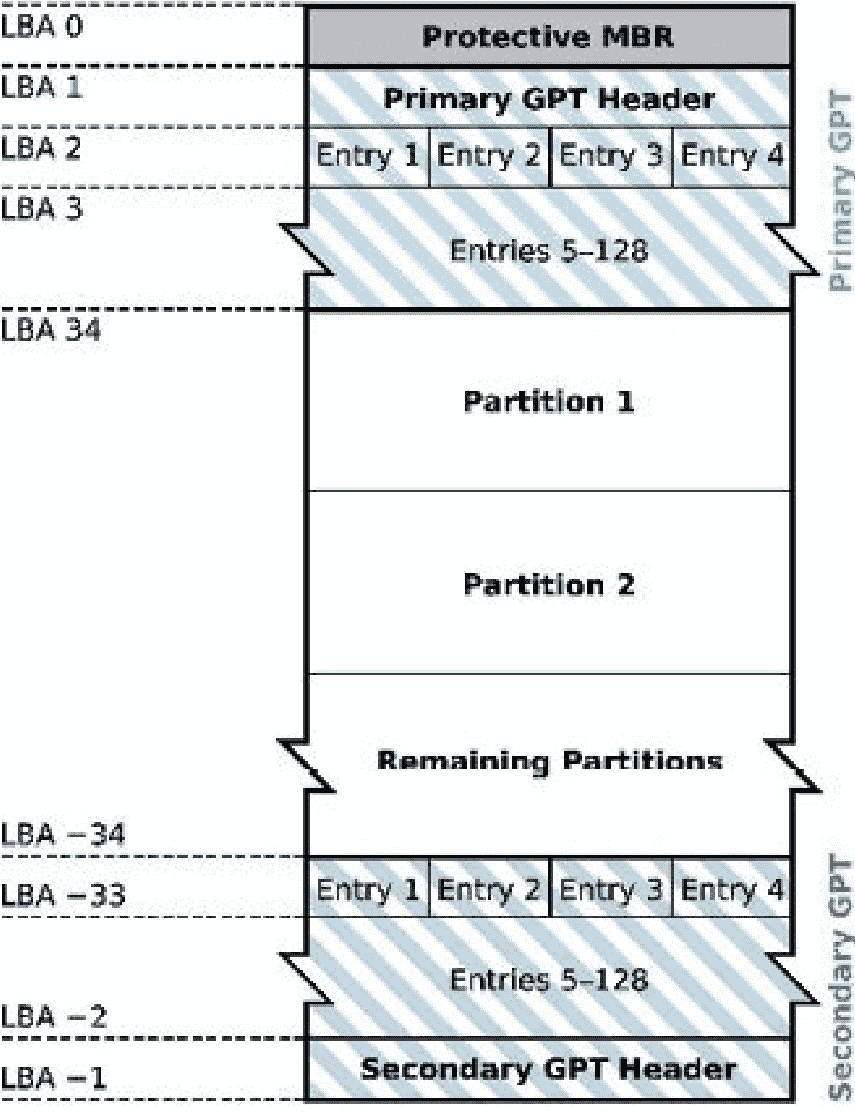 LBA 0
Protective MBR
LBA 1
Primary GPT Header
LBA 2
Entry 1 Entry 2 Entry 3 Entry 4
LBA 3
Entries 5–128
Primary GPT
LBA 34
Partition 1
Partition 2
Remaining Partitions
LBA −34
LBA −33
Entry 1 Entry 2 Entry 3 Entry 4
Entries 5–128
LBA −2
Secondary GPT Header
LBA −1
Secondary GPT